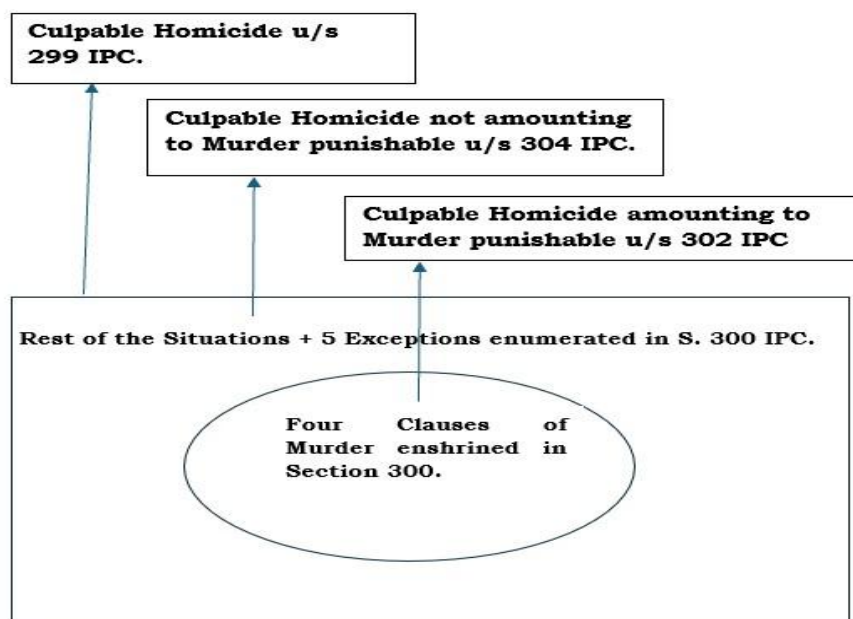 Culpable Homicide u/s
299 IPC.
Culpable Homicide not amounting
to Murder punishable u/s 304 IPC.
Culpable Homicide amounting to
Murder punishable u/s 302 IPC
Rest of the Situations + 5 Exceptions enumerated in S. 300 IPC.
Four Clauses of
Murder enshrined in
Section 300.